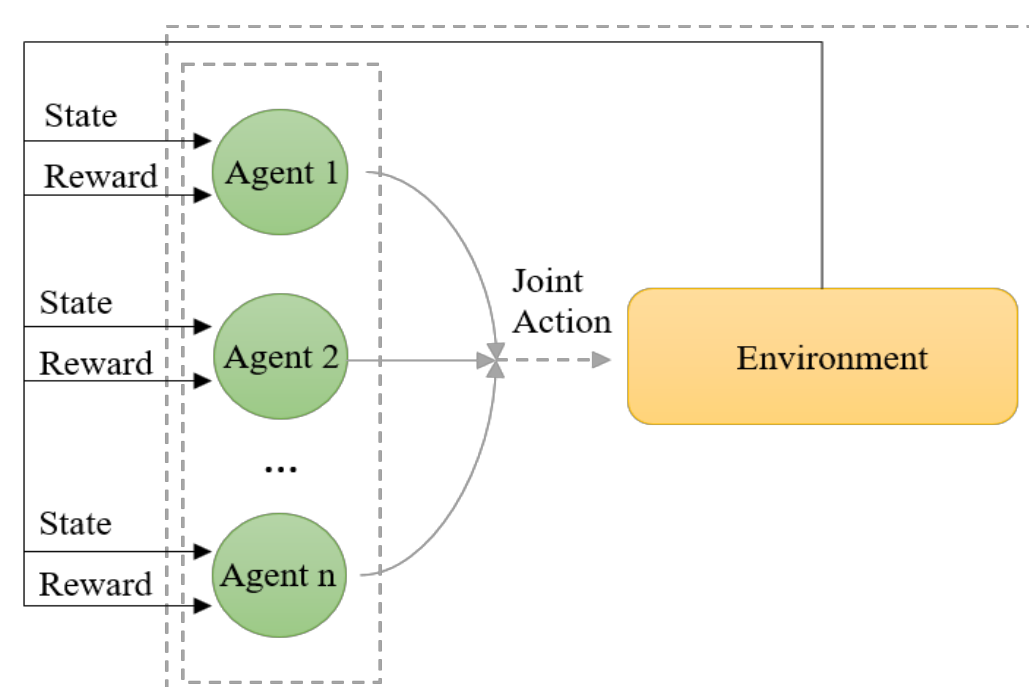 State
Agent 1
Reward
Joint
Action
State
Agent 2
Reward
Environment
...
State
Agent n
Reward